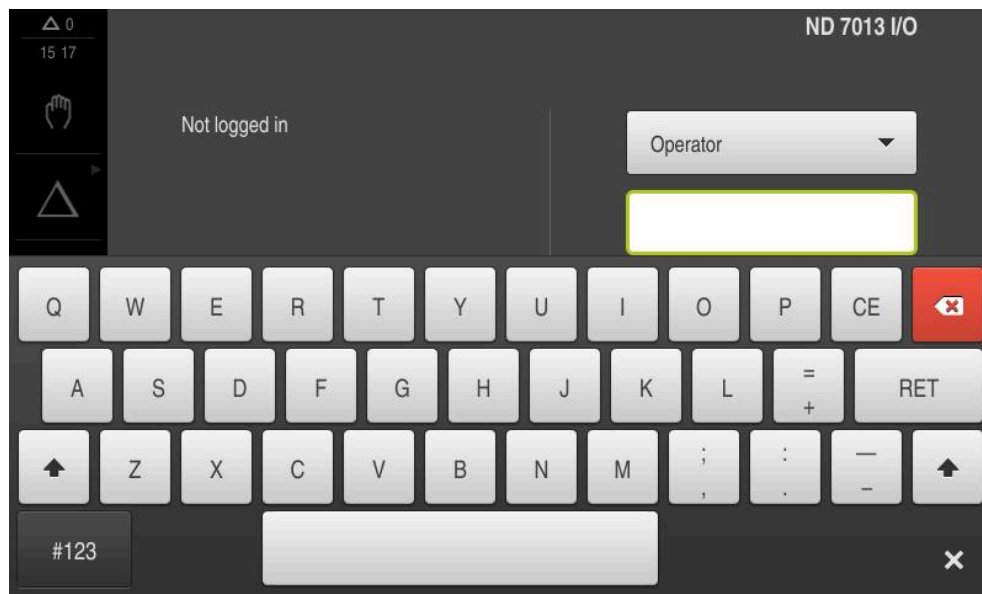 0
ND 7013 I/O
15 17
Not logged in
Operator
Q W E R T Y U I O P CE
A S D F G H J K L = + RET
Z X C V B N M ; , : . — –
#123